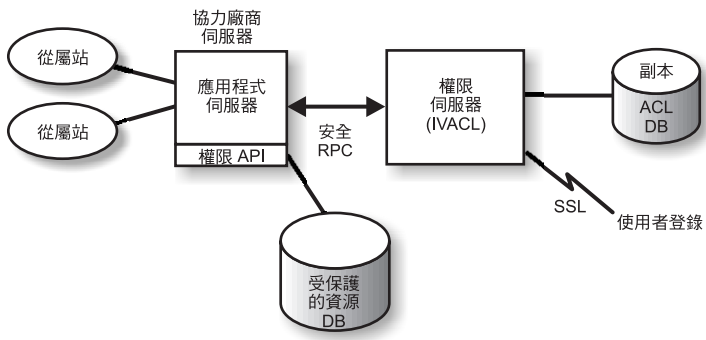 協力廠商
伺服器
從屬站
從屬站
應用程式
伺服器
權限 API
安全
RPC
權限
伺服器
(IVACL)
副本
ACL
DB
SSL
使用者登錄
受保護
的資源
DB